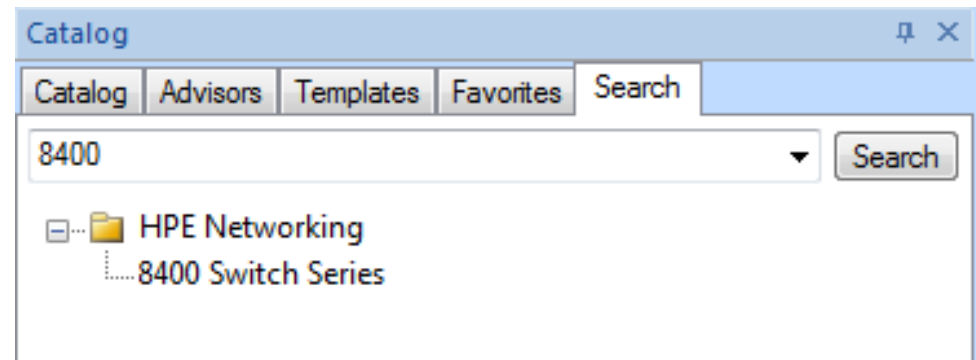 Catalog
Catalog Advisors Templates Favorites Search
8400 Search
HPE Networking
8400 Switch Series